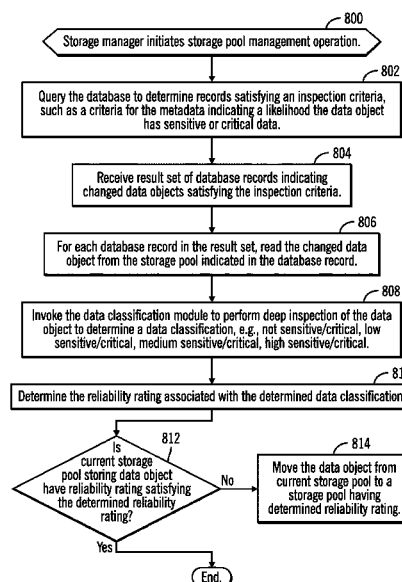 800
Storage manager initiates storage pool management operation.
802
Query the database to determine records satisfying an inspection criteria,
such as a criteria for the metadata indicating a likelihood the data object
has sensitive or critical data.
804
Receive result set of database records indicating
changed data objects satisfying the inspection criteria.
806
For each database record in the result set, read the changed data
object from the storage pool indicated in the database record.
808
Invoke the data classification module to perform deep inspection of the data
object to determine a data classification, e.g., not sensitive/critical, low
sensitive/critical, medium sensitive/critical, high sensitive/critical.
81
Determine the reliability rating associated with the determined data classification
812
Is
current storage
pool storing data object
have reliability rating satisfying
the determined reliability
rating?
No
814
Move the data object from
current storage pool to a
storage pool having
determined reliability rating.
Yes
End.